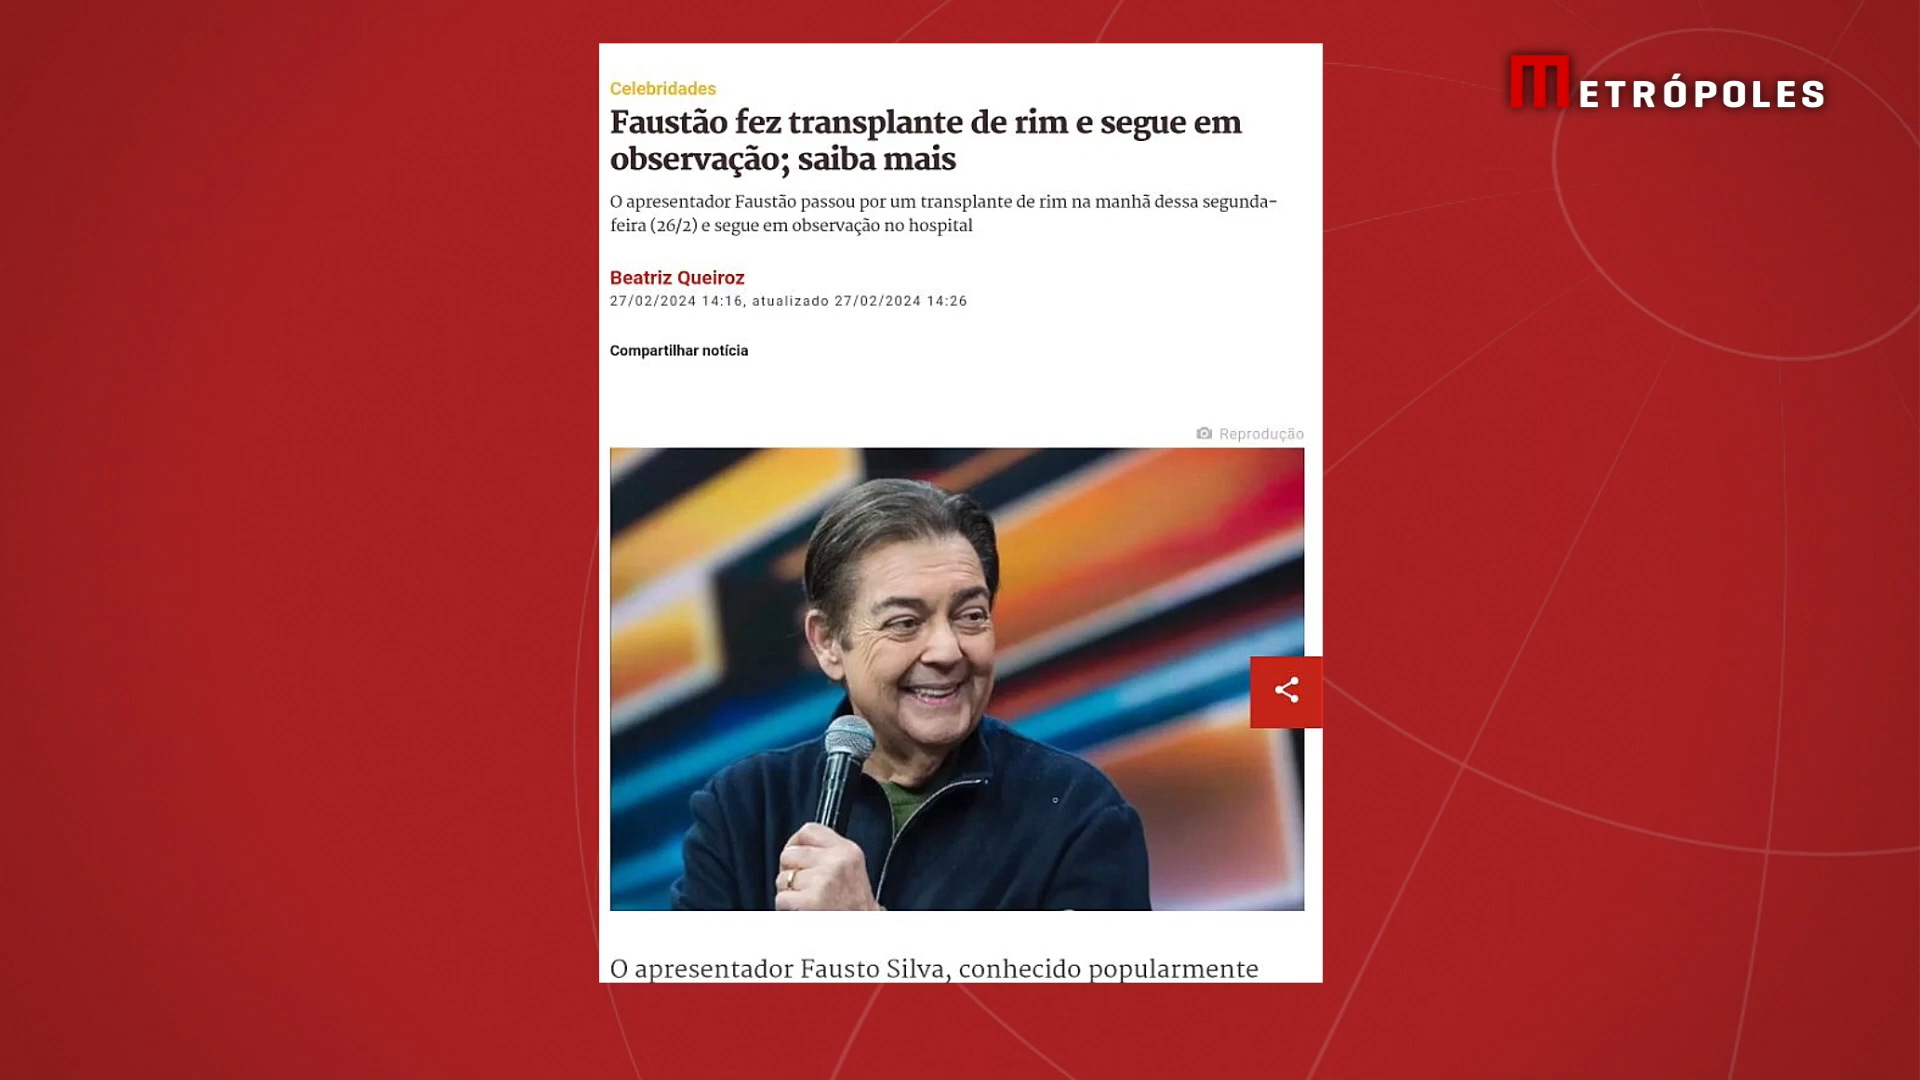 METRÓPOLES
Celebridades
Faustão fez transplante de rim e segue em
observação; saiba mais
O apresentador Faustão passou por um transplante de rim na manhã dessa segunda-
feira (26/2) e segue em observação no hospital
Beatriz Queiroz
27/02/2024 14:16, atualizado 27/02/2024 14:26
Compartilhar notícia
Reprodução
O apresentador Fausto Silva, conhecido popularmente